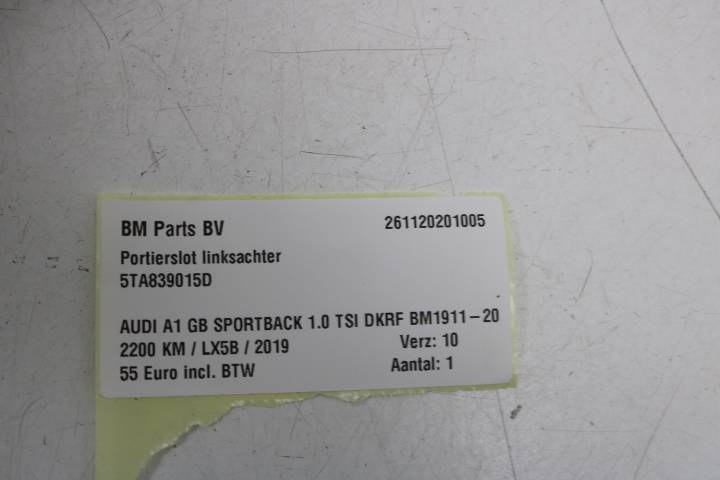 BM Parts BV 261120201005
Portierslot linksachter
5TA839015D
AUDI A1 GB SPORTBACK 1.0 TSI DKRF BM1911-20
2200 KM / LX5B / 2019 Verz: 10
55 Euro incl. BTW Aantal: 1